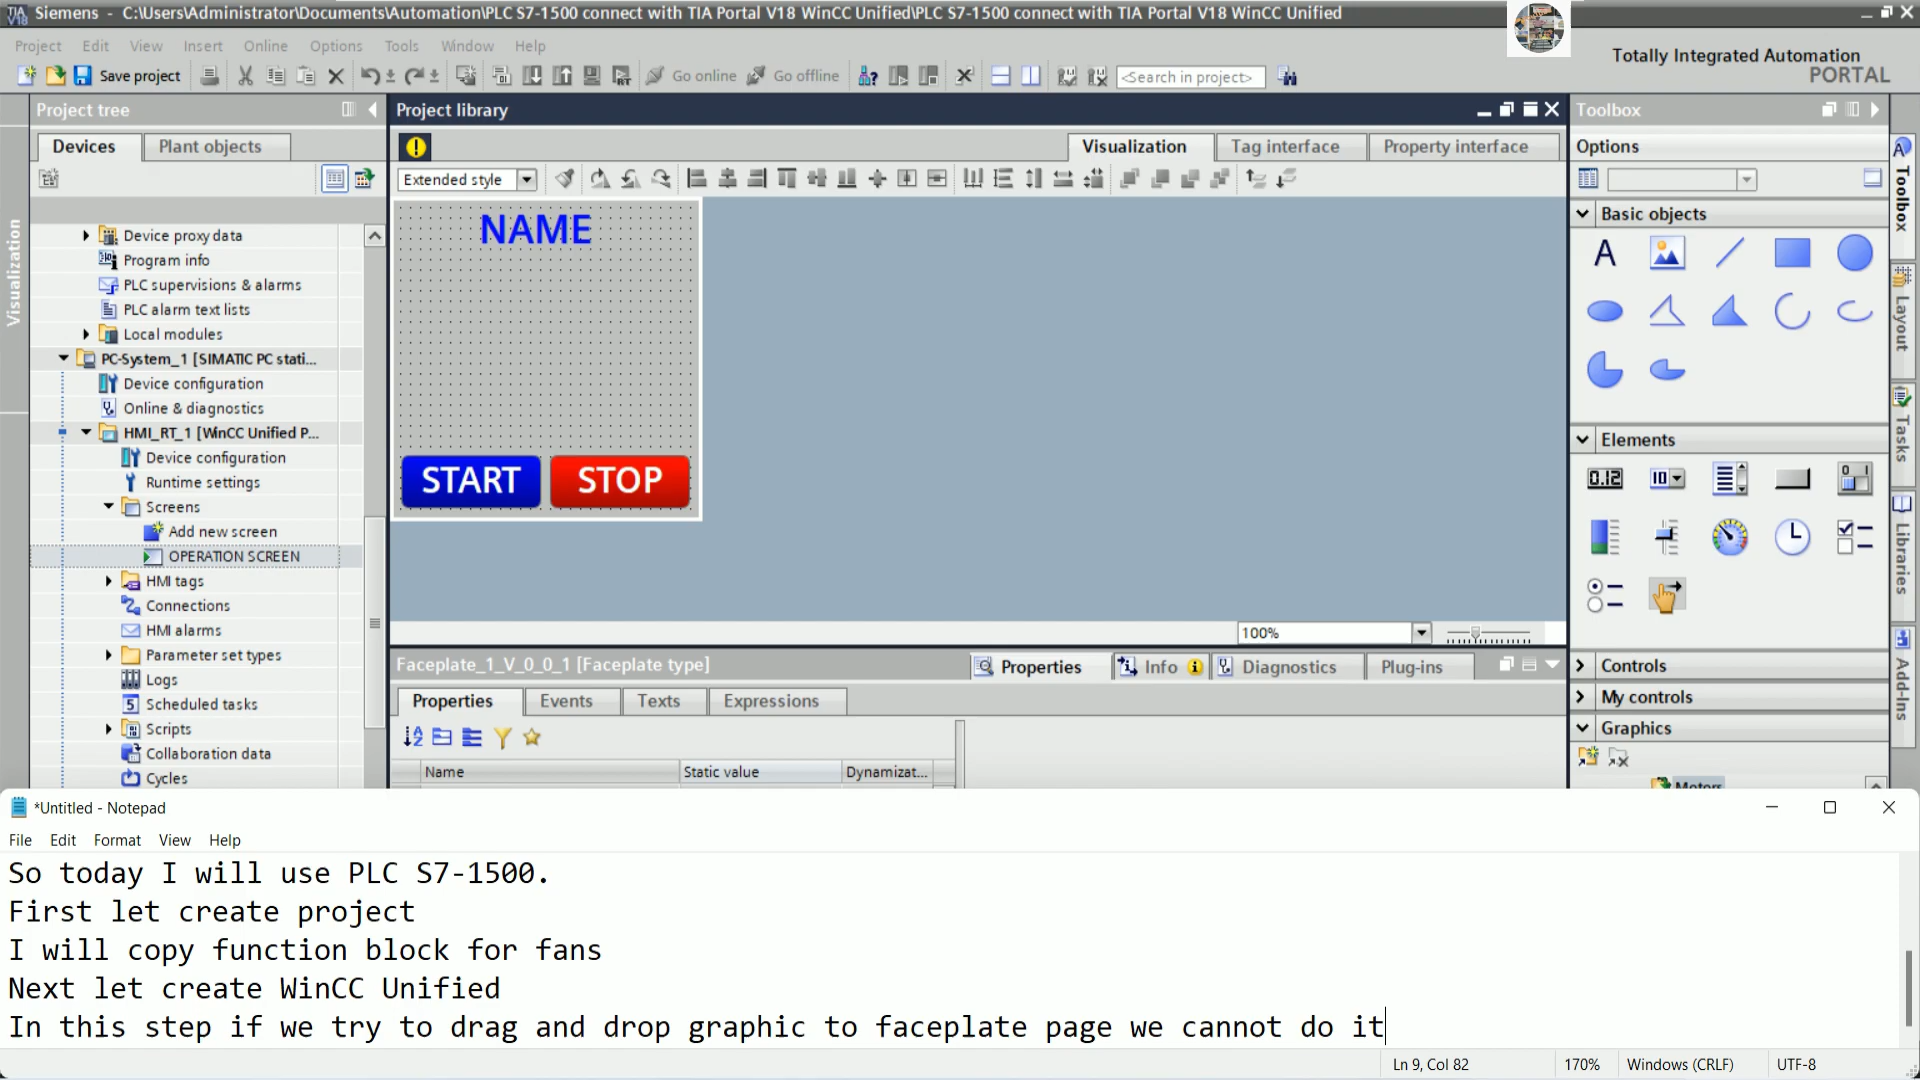 Siemens - C:\Users\Administrator\Documents\Automation\PLC S7-1500 connect with TIA Portal V18 WinCC Unified\PLC S7-1500 connect with TIA Portal V18 WinCC Unified
Project Edit View Insert Online Options Tools Window Help
Totally Integrated Automation
PORTAL
Save project Go online Go offline <Search in project>
Project tree
Project library
Toolbox
Devices Plant objects
Visualization Tag interface Property interface
Options
Extended style
Visualization
Device proxy data
Program info
PLC supervisions & alarms
PLC alarm text lists
Local modules
PC-System_1 [SIMATIC PC stati...
Device configuration
Online & diagnostics
HMI_RT_1 [WinCC Unified P...
Device configuration
Runtime settings
Screens
Add new screen
OPERATION SCREEN
HMI tags
Connections
HMI alarms
Parameter set types
Logs
Scheduled tasks
Scripts
Collaboration data
Cycles
NAME
START STOP
100%
Faceplate_1_V_0_0_1 [Faceplate type]
Properties Info Diagnostics Plug-ins
Properties Events Texts Expressions
Name Static value Dynamizat...
Basic objects
Elements
Controls
My controls
Graphics
Motors
Toolbox
Layout
Tasks
Libraries
Add-Ins
*Untitled - Notepad
File Edit Format View Help
So today I will use PLC S7-1500.
First let create project
I will copy function block for fans
Next let create WinCC Unified
In this step if we try to drag and drop graphic to faceplate page we cannot do it
Ln 9, Col 82 170% Windows (CRLF) UTF-8